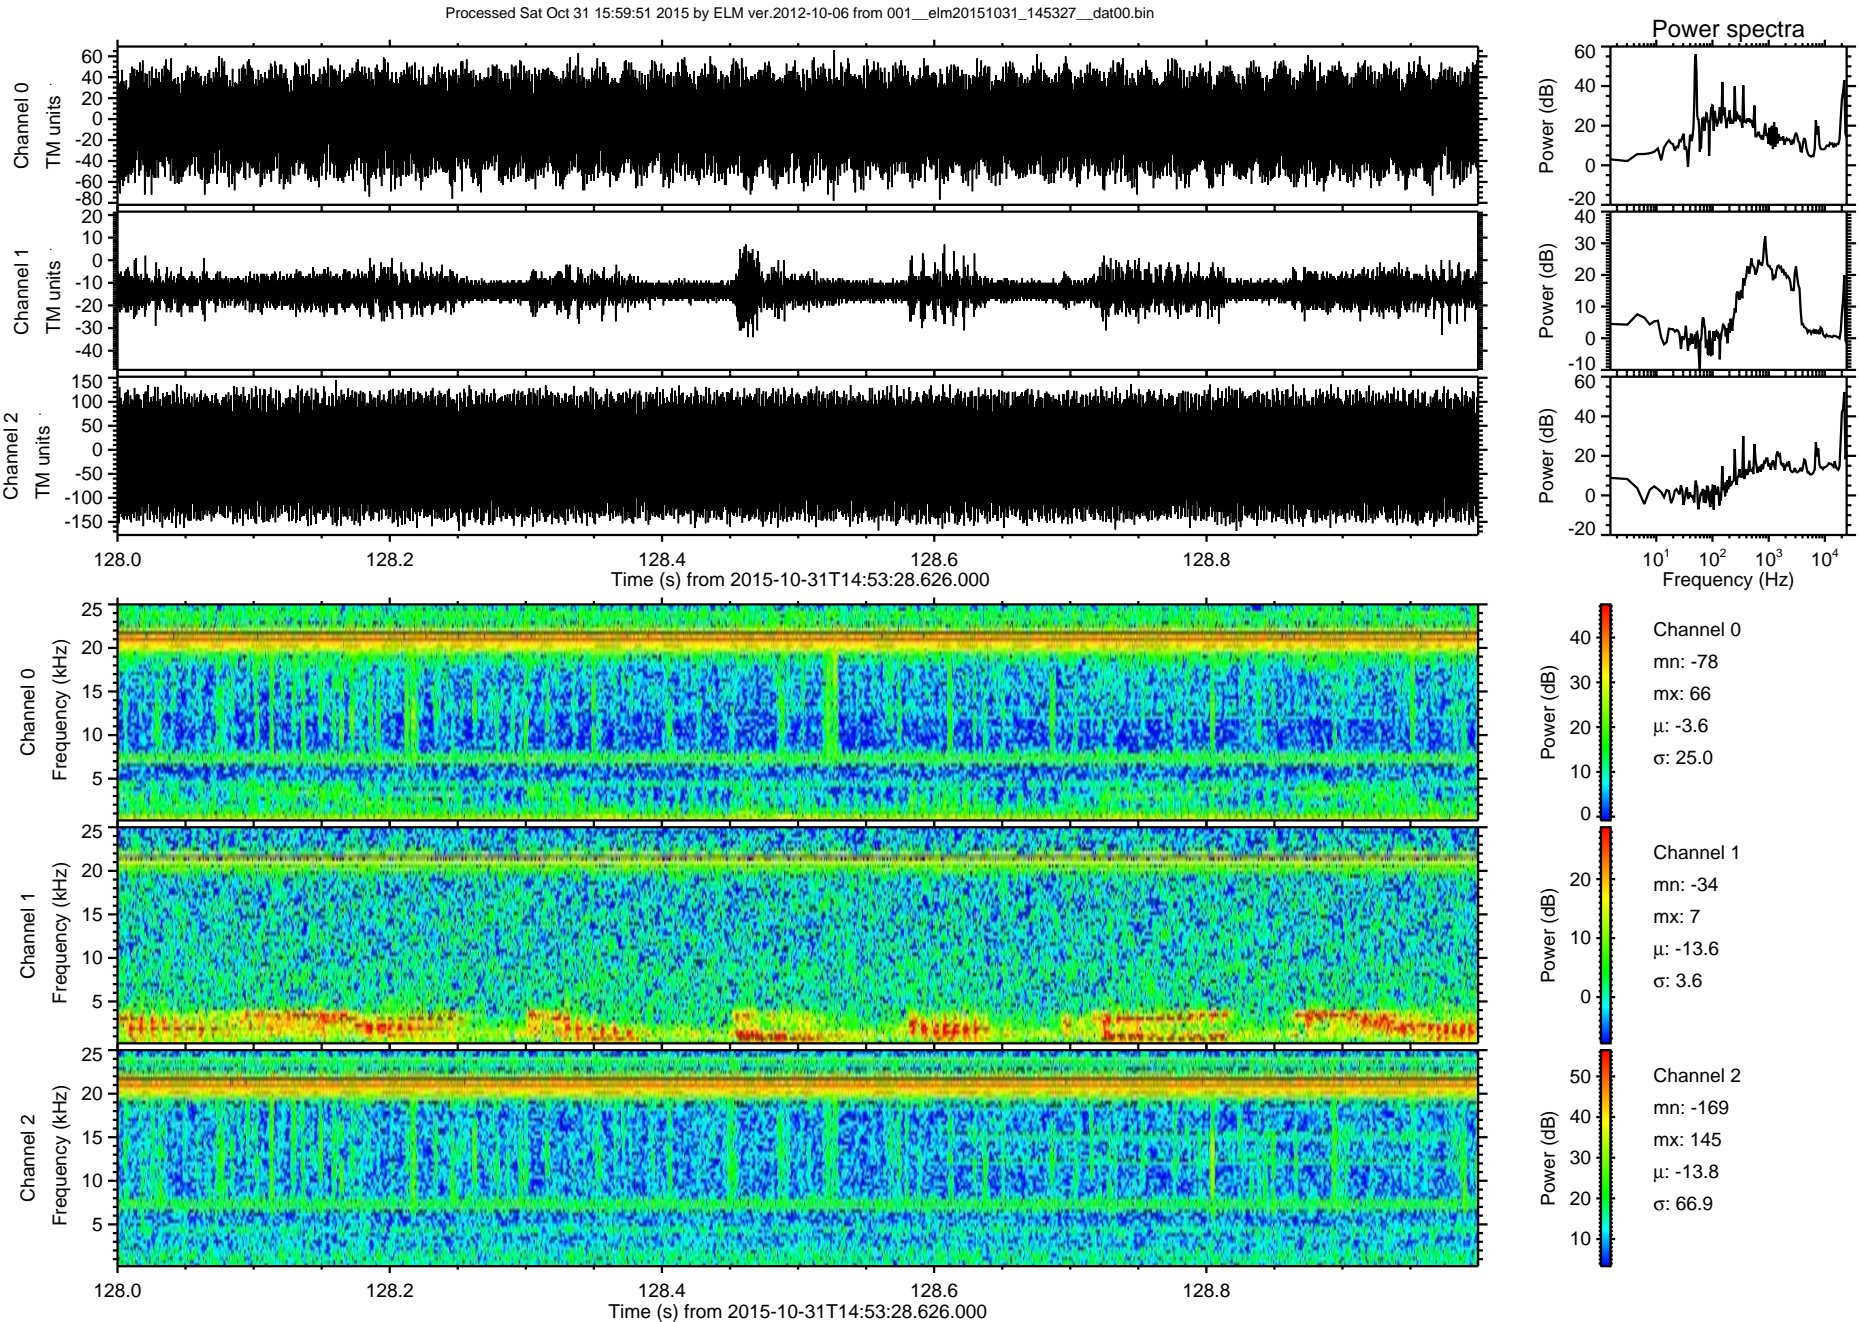 Processed Sat Oct 31 15:59:51 2015 by ELM ver.2012-10-06 from 001__elm20151031_145327__dat00.bin
Power spectra
Channel 0
TM units
60
40
20
0
-20
-40
-60
-80
Power (dB)
60
40
20
0
-20
Channel 1
TM units
20
10
0
-10
-20
-30
-40
Power (dB)
40
30
20
10
0
-10
Channel 2
TM units
150
100
50
0
-50
-100
-150
Power (dB)
60
40
20
0
-20
128.0 128.2 128.4 128.6 128.8
Time (s) from 2015-10-31T14:53:28.626.000
10^1 10^2 10^3 10^4
Frequency (Hz)
Channel 0
Frequency (kHz)
25
20
15
10
5
Power (dB)
40
30
20
10
0
Channel 0
mn: -78
mx: 66
μ: -3.6
σ: 25.0
Channel 1
Frequency (kHz)
25
20
15
10
5
Power (dB)
20
10
0
Channel 1
mn: -34
mx: 7
μ: -13.6
σ: 3.6
Channel 2
Frequency (kHz)
25
20
15
10
5
Power (dB)
50
40
30
20
10
Channel 2
mn: -169
mx: 145
μ: -13.8
σ: 66.9
128.0 128.2 128.4 128.6 128.8
Time (s) from 2015-10-31T14:53:28.626.000